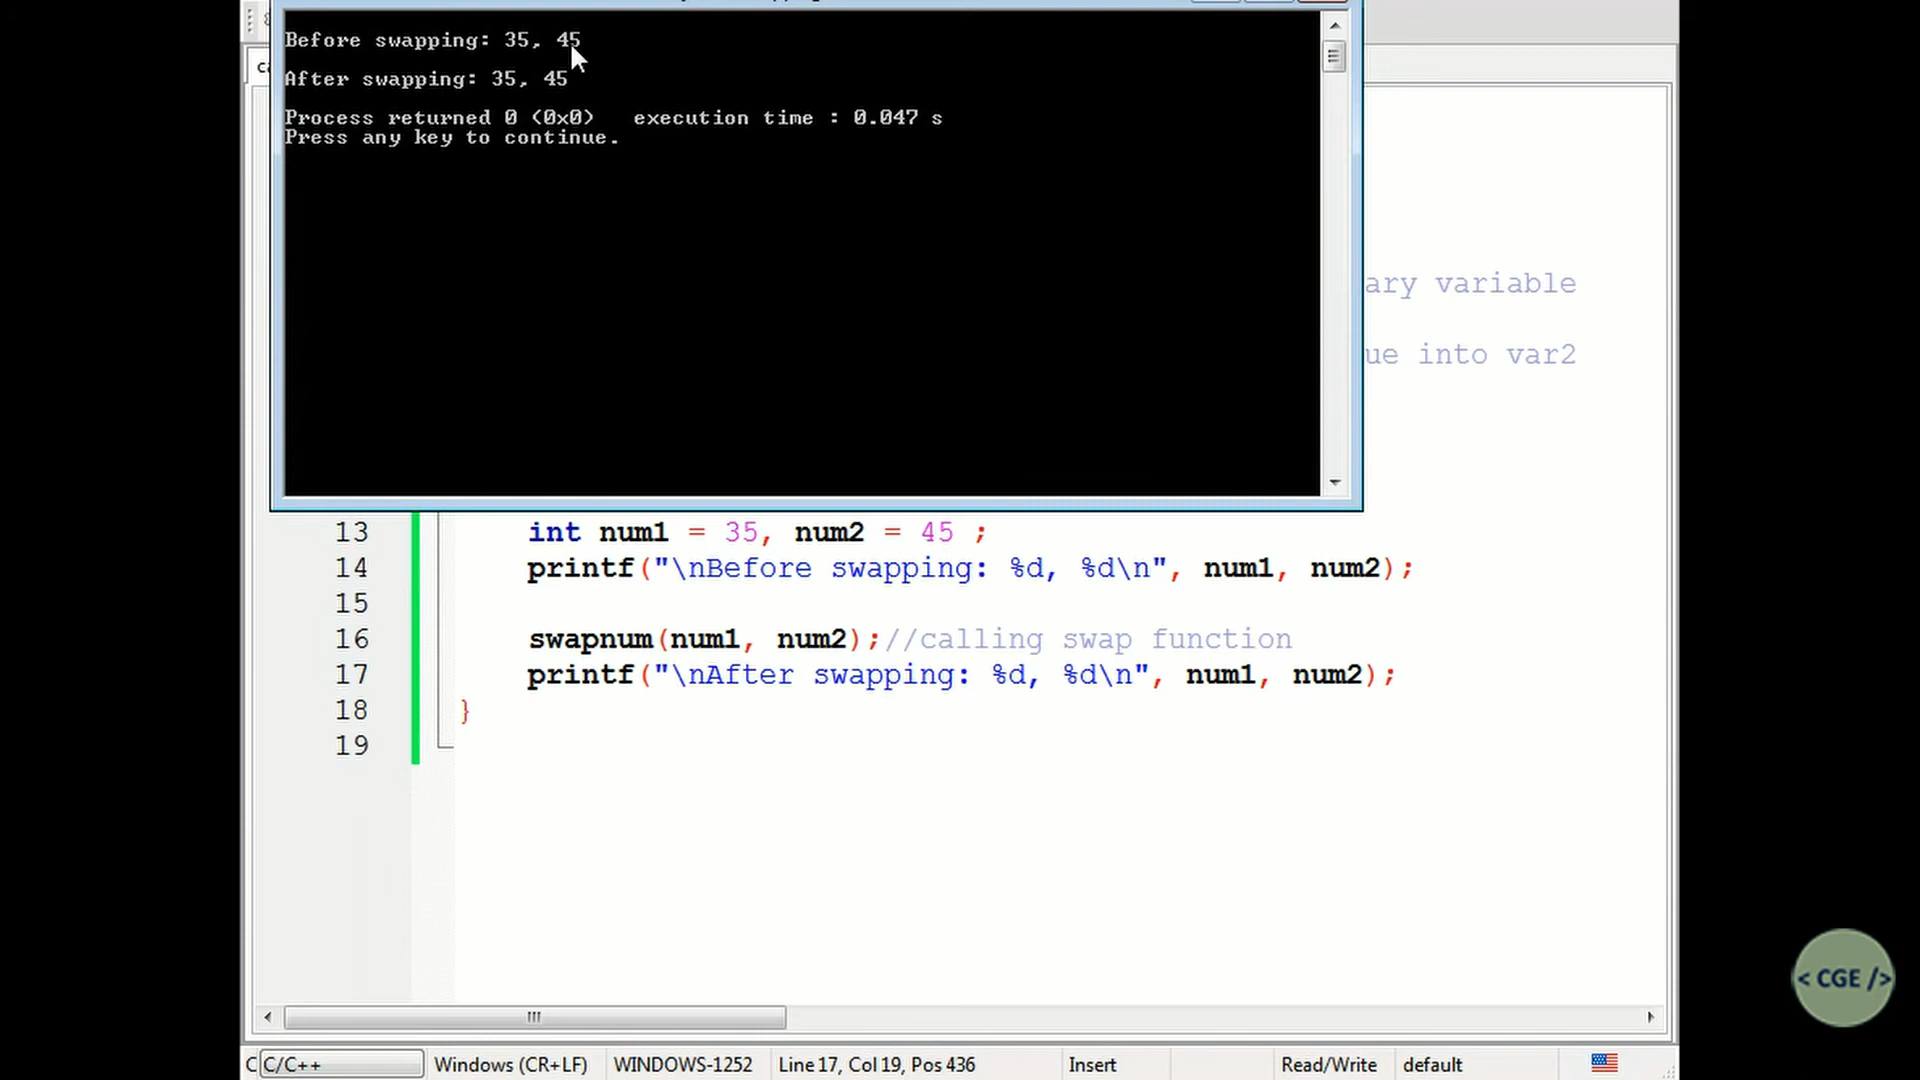 Before swapping: 35, 45
After swapping: 35, 45
Process returned 0 (0x0)   execution time : 0.047 s
Press any key to continue.
ary variable
ue into var2
13 int num1 = 35, num2 = 45 ;
14 printf("\nBefore swapping: %d, %d\n", num1, num2);
15
16 swapnum(num1, num2);//calling swap function
17 printf("\nAfter swapping: %d, %d\n", num1, num2);
18 }
19
< CGE />
C/C++ Windows (CR+LF) WINDOWS-1252 Line 17, Col 19, Pos 436 Insert Read/Write default